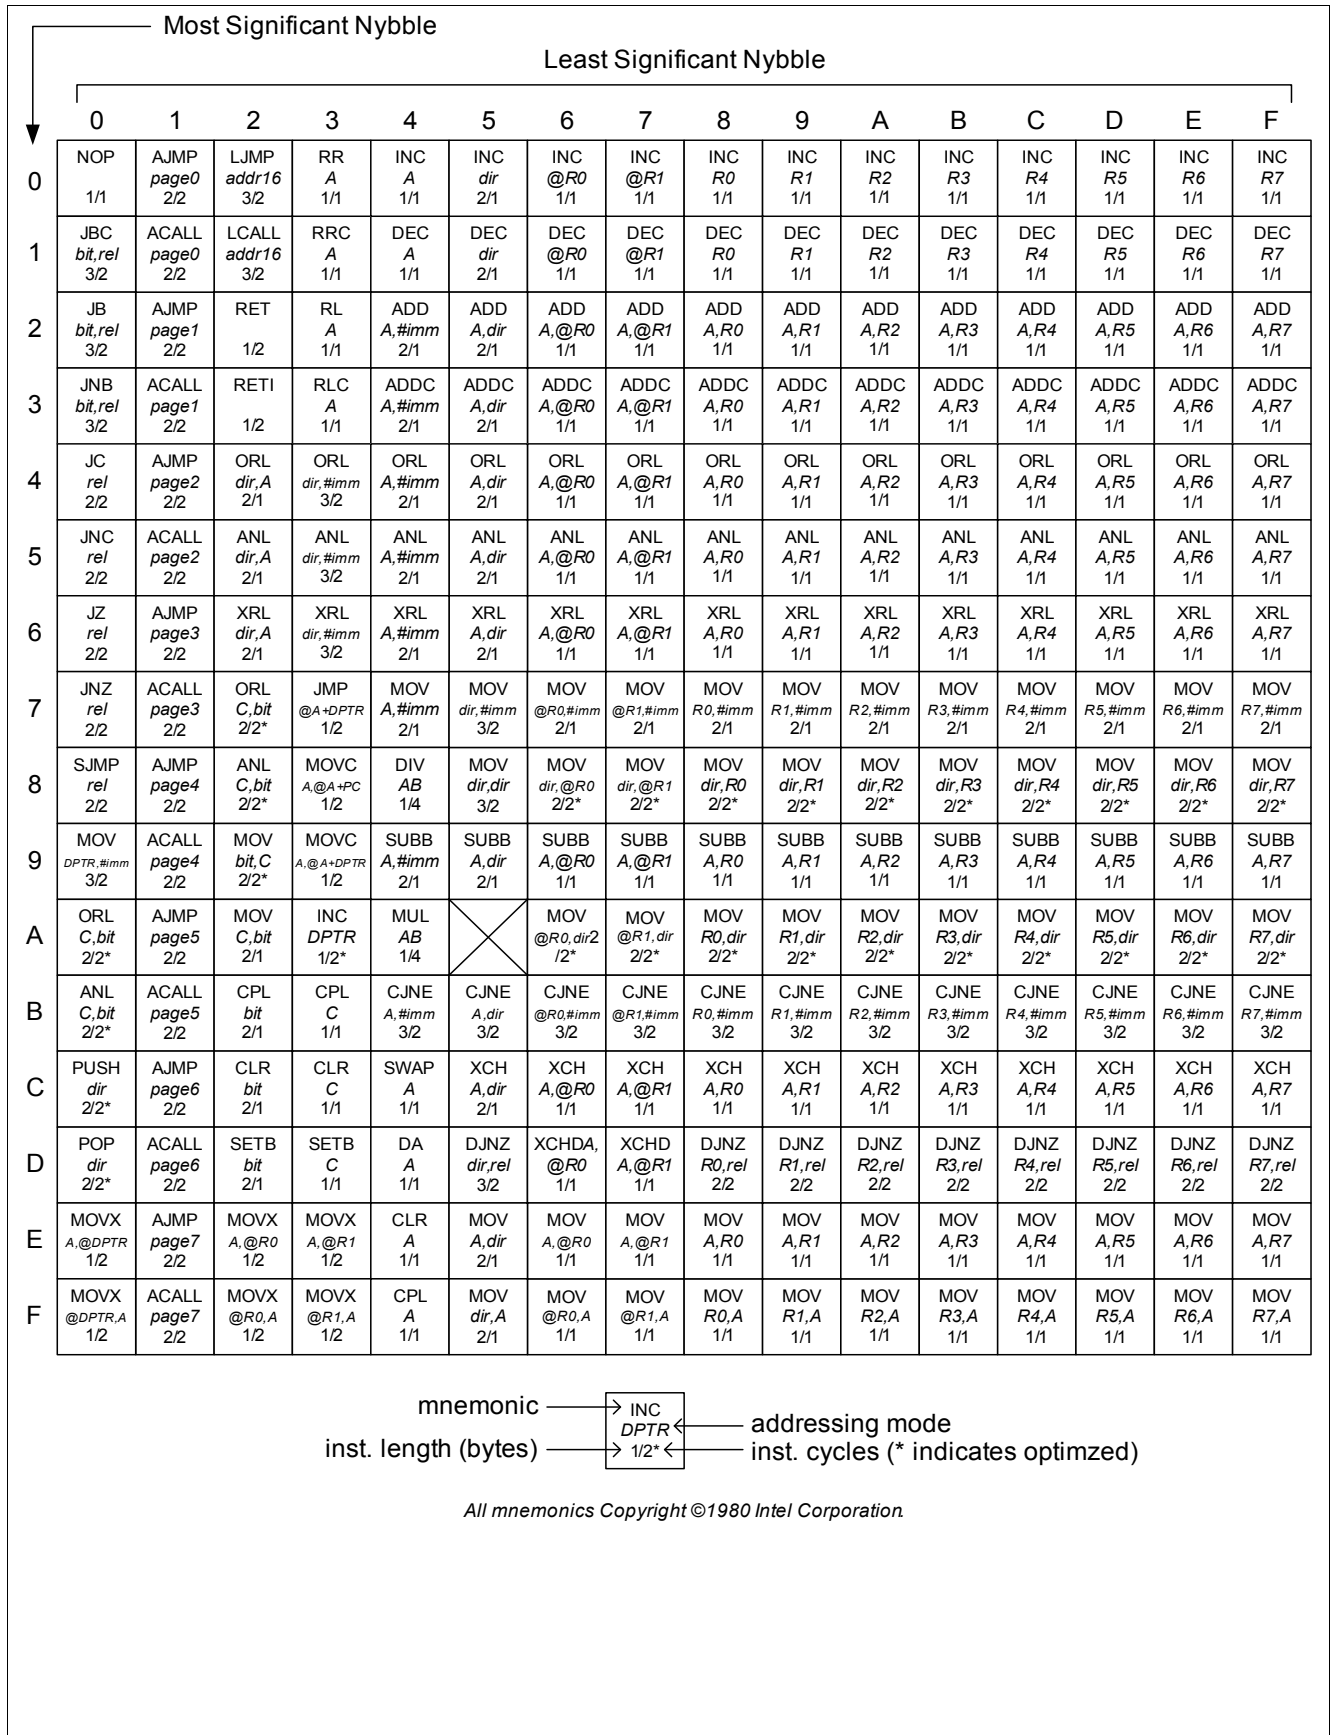 Most Significant Nybble
Least Significant Nybble
0 1 2 3 4 5 6 7 8 9 A B C D E F
0
NOP AJMP LJMP RR INC INC INC INC INC INC INC INC INC INC INC INC
page0 addr16 A A dir @R0 @R1 R0 R1 R2 R3 R4 R5 R6 R7
1/1 2/2 3/2 1/1 1/1 2/1 1/1 1/1 1/1 1/1 1/1 1/1 1/1 1/1 1/1 1/1
1
JBC ACALL LCALL RRC DEC DEC DEC DEC DEC DEC DEC DEC DEC DEC DEC DEC
bit,rel page0 addr16 A A dir @R0 @R1 R0 R1 R2 R3 R4 R5 R6 R7
3/2 2/2 3/2 1/1 1/1 2/1 1/1 1/1 1/1 1/1 1/1 1/1 1/1 1/1 1/1 1/1
2
JB AJMP RET RL ADD ADD ADD ADD ADD ADD ADD ADD ADD ADD ADD ADD
bit,rel page1 A A,#imm A,dir A,@R0 A,@R1 A,R0 A,R1 A,R2 A,R3 A,R4 A,R5 A,R6 A,R7
3/2 2/2 1/2 1/1 2/1 2/1 1/1 1/1 1/1 1/1 1/1 1/1 1/1 1/1 1/1 1/1
3
JNB ACALL RETI RLC ADDC ADDC ADDC ADDC ADDC ADDC ADDC ADDC ADDC ADDC ADDC ADDC
bit,rel page1 A A,#imm A,dir A,@R0 A,@R1 A,R0 A,R1 A,R2 A,R3 A,R4 A,R5 A,R6 A,R7
3/2 2/2 1/2 1/1 2/1 2/1 1/1 1/1 1/1 1/1 1/1 1/1 1/1 1/1 1/1 1/1
4
JC AJMP ORL ORL ORL ORL ORL ORL ORL ORL ORL ORL ORL ORL ORL ORL
rel page2 dir,A dir,#imm A,#imm A,dir A,@R0 A,@R1 A,R0 A,R1 A,R2 A,R3 A,R4 A,R5 A,R6 A,R7
2/2 2/2 2/1 3/2 2/1 2/1 1/1 1/1 1/1 1/1 1/1 1/1 1/1 1/1 1/1 1/1
5
JNC ACALL ANL ANL ANL ANL ANL ANL ANL ANL ANL ANL ANL ANL ANL ANL
rel page2 dir,A dir,#imm A,#imm A,dir A,@R0 A,@R1 A,R0 A,R1 A,R2 A,R3 A,R4 A,R5 A,R6 A,R7
2/2 2/2 2/1 3/2 2/1 2/1 1/1 1/1 1/1 1/1 1/1 1/1 1/1 1/1 1/1 1/1
6
JZ AJMP XRL XRL XRL XRL XRL XRL XRL XRL XRL XRL XRL XRL XRL XRL
rel page3 dir,A dir,#imm A,#imm A,dir A,@R0 A,@R1 A,R0 A,R1 A,R2 A,R3 A,R4 A,R5 A,R6 A,R7
2/2 2/2 2/1 3/2 2/1 2/1 1/1 1/1 1/1 1/1 1/1 1/1 1/1 1/1 1/1 1/1
7
JNZ ACALL ORL JMP MOV MOV MOV MOV MOV MOV MOV MOV MOV MOV MOV MOV
rel page3 C,bit @A+DPTR A,#imm dir,#imm @R0,#imm @R1,#imm R0,#imm R1,#imm R2,#imm R3,#imm R4,#imm R5,#imm R6,#imm R7,#imm
2/2 2/2 2/2* 1/2 2/1 3/2 2/1 2/1 2/1 2/1 2/1 2/1 2/1 2/1 2/1 2/1
8
SJMP AJMP ANL MOVC DIV MOV MOV MOV MOV MOV MOV MOV MOV MOV MOV MOV
rel page4 C,bit A,@A+PC AB dir,dir dir,@R0 dir,@R1 dir,R0 dir,R1 dir,R2 dir,R3 dir,R4 dir,R5 dir,R6 dir,R7
2/2 2/2 2/2* 1/2 1/4 3/2 2/2* 2/2* 2/2* 2/2* 2/2* 2/2* 2/2* 2/2* 2/2* 2/2*
9
MOV ACALL MOV MOVC SUBB SUBB SUBB SUBB SUBB SUBB SUBB SUBB SUBB SUBB SUBB SUBB
DPTR,#imm page4 bit,C A,@A+DPTR A,#imm A,dir A,@R0 A,@R1 A,R0 A,R1 A,R2 A,R3 A,R4 A,R5 A,R6 A,R7
3/2 2/2 2/2* 1/2 2/1 2/1 1/1 1/1 1/1 1/1 1/1 1/1 1/1 1/1 1/1 1/1
A
ORL AJMP MOV INC MUL MOV MOV MOV MOV MOV MOV MOV MOV MOV MOV
C,bit page5 C,bit DPTR AB @R0,dir2 @R1,dir R0,dir R1,dir R2,dir R3,dir R4,dir R5,dir R6,dir R7,dir
2/2* 2/2 2/1 1/2* 1/4 /2* 2/2* 2/2* 2/2* 2/2* 2/2* 2/2* 2/2* 2/2* 2/2*
B
ANL ACALL CPL CPL CJNE CJNE CJNE CJNE CJNE CJNE CJNE CJNE CJNE CJNE CJNE CJNE
C,bit page5 bit C A,#imm A,dir @R0,#imm @R1,#imm R0,#imm R1,#imm R2,#imm R3,#imm R4,#imm R5,#imm R6,#imm R7,#imm
2/2* 2/2 2/1 1/1 3/2 3/2 3/2 3/2 3/2 3/2 3/2 3/2 3/2 3/2 3/2 3/2
C
PUSH AJMP CLR CLR SWAP XCH XCH XCH XCH XCH XCH XCH XCH XCH XCH XCH
dir page6 bit C A A,dir A,@R0 A,@R1 A,R0 A,R1 A,R2 A,R3 A,R4 A,R5 A,R6 A,R7
2/2* 2/2 2/1 1/1 1/1 2/1 1/1 1/1 1/1 1/1 1/1 1/1 1/1 1/1 1/1 1/1
D
POP ACALL SETB SETB DA DJNZ XCHDA, XCHD DJNZ DJNZ DJNZ DJNZ DJNZ DJNZ DJNZ DJNZ
dir page6 bit C A dir,rel @R0 A,@R1 R0,rel R1,rel R2,rel R3,rel R4,rel R5,rel R6,rel R7,rel
2/2* 2/2 2/1 1/1 1/1 3/2 1/1 1/1 2/2 2/2 2/2 2/2 2/2 2/2 2/2 2/2
E
MOVX AJMP MOVX MOVX CLR MOV MOV MOV MOV MOV MOV MOV MOV MOV MOV MOV
A,@DPTR page7 A,@R0 A,@R1 A A,dir A,@R0 A,@R1 A,R0 A,R1 A,R2 A,R3 A,R4 A,R5 A,R6 A,R7
1/2 2/2 1/2 1/2 1/1 2/1 1/1 1/1 1/1 1/1 1/1 1/1 1/1 1/1 1/1 1/1
F
MOVX ACALL MOVX MOVX CPL MOV MOV MOV MOV MOV MOV MOV MOV MOV MOV MOV
@DPTR,A page7 @R0,A @R1,A A dir,A @R0,A @R1,A R0,A R1,A R2,A R3,A R4,A R5,A R6,A R7,A
1/2 2/2 1/2 1/2 1/1 2/1 1/1 1/1 1/1 1/1 1/1 1/1 1/1 1/1 1/1 1/1
mnemonic INC
DPTR addressing mode
inst. length (bytes) 1/2* inst. cycles (* indicates optimzed)
All mnemonics Copyright ©1980 Intel Corporation.